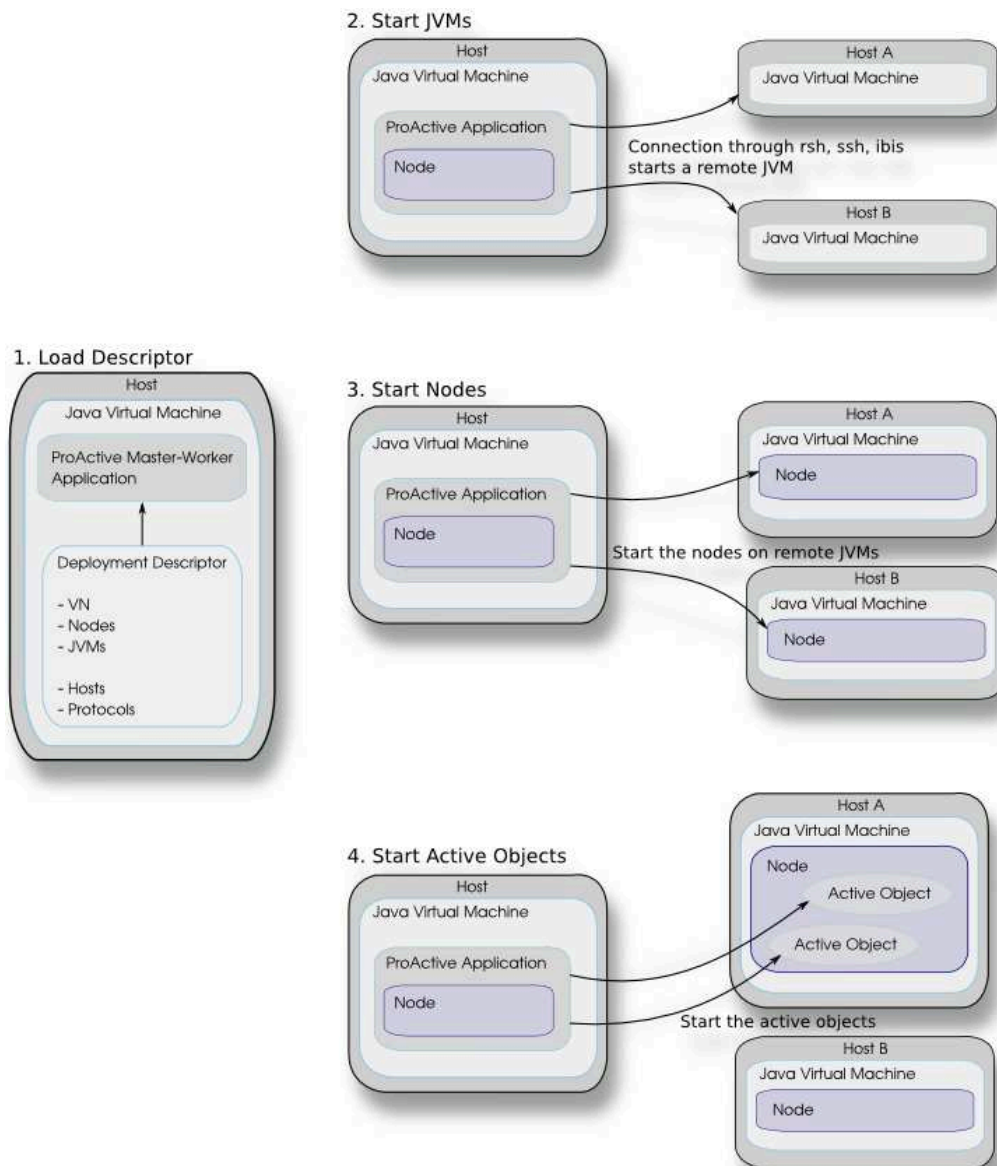 2. Start JVMs
Host
Java Virtual Machine
ProActive Application
Node
Host A
Java Virtual Machine
Connection through rsh, ssh, ibis
starts a remote JVM
Host B
Java Virtual Machine
1. Load Descriptor
Host
Java Virtual Machine
ProActive Master-Worker
Application
Deployment Descriptor
- VN
- Nodes
- JVMs
- Hosts
- Protocols
3. Start Nodes
Host
Java Virtual Machine
ProActive Application
Node
Host A
Java Virtual Machine
Node
Start the nodes on remote JVMs
Host B
Java Virtual Machine
Node
4. Start Active Objects
Host
Java Virtual Machine
ProActive Application
Node
Host A
Java Virtual Machine
Node
Active Object
Active Object
Start the active objects
Host B
Java Virtual Machine
Node